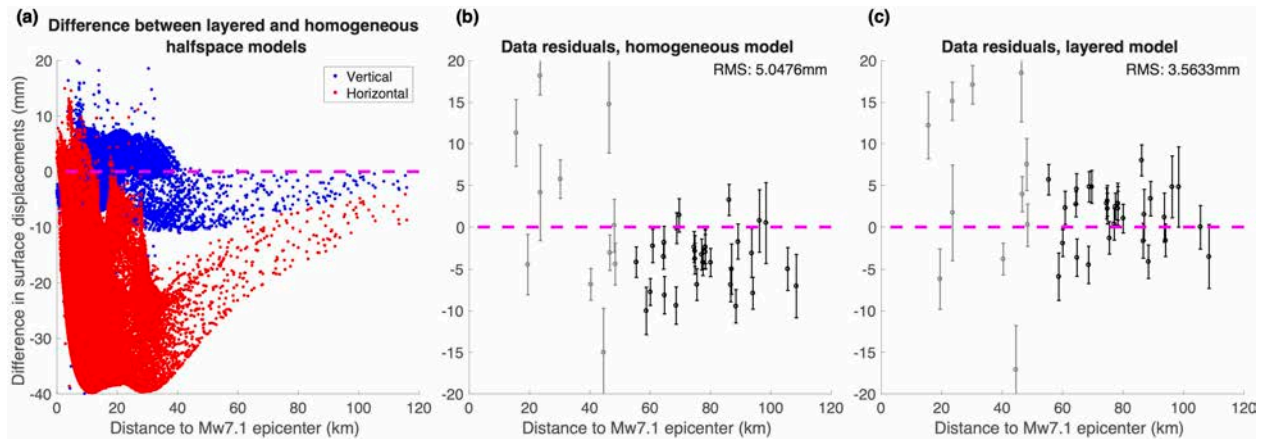 (a)
Difference between layered and homogeneous
halfspace models
Vertical
Horizontal
Difference in surface displacements (mm)
20
10
0
-10
-20
-30
-40
0 20 40 60 80 100 120
Distance to Mw7.1 epicenter (km)
(b)
Data residuals, homogeneous model
RMS: 5.0476mm
20
15
10
5
0
-5
-10
-15
-20
0 20 40 60 80 100 120
Distance to Mw7.1 epicenter (km)
(c)
Data residuals, layered model
RMS: 3.5633mm
20
15
10
5
0
-5
-10
-15
-20
0 20 40 60 80 100 120
Distance to Mw7.1 epicenter (km)